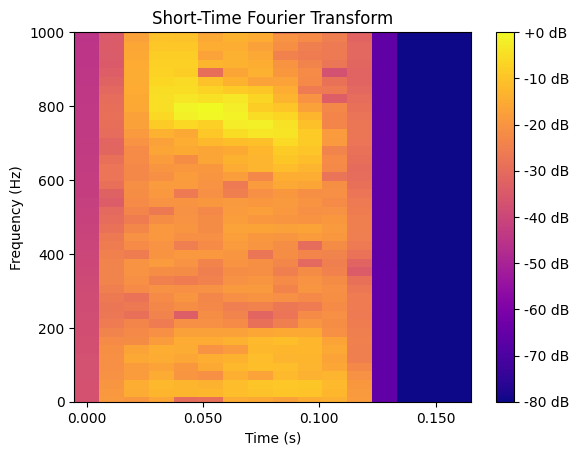 Short-Time Fourier Transform
Frequency (Hz)
1000
800
600
400
200
0
0.000
0.050
0.100
0.150
Time (s)
+0 dB
-10 dB
-20 dB
-30 dB
-40 dB
-50 dB
-60 dB
-70 dB
-80 dB